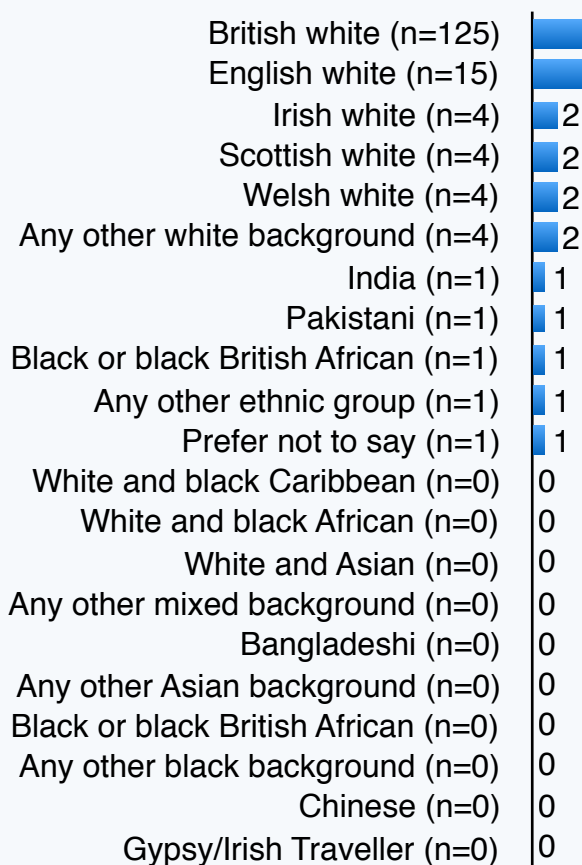 British white (n=125)
English white (n=15)
Irish white (n=4) 2
Scottish white (n=4) 2
Welsh white (n=4) 2
Any other white background (n=4) 2
India (n=1) 1
Pakistani (n=1) 1
Black or black British African (n=1) 1
Any other ethnic group (n=1) 1
Prefer not to say (n=1) 1
White and black Caribbean (n=0) 0
White and black African (n=0) 0
White and Asian (n=0) 0
Any other mixed background (n=0) 0
Bangladeshi (n=0) 0
Any other Asian background (n=0) 0
Black or black British African (n=0) 0
Any other black background (n=0) 0
Chinese (n=0) 0
Gypsy/Irish Traveller (n=0) 0